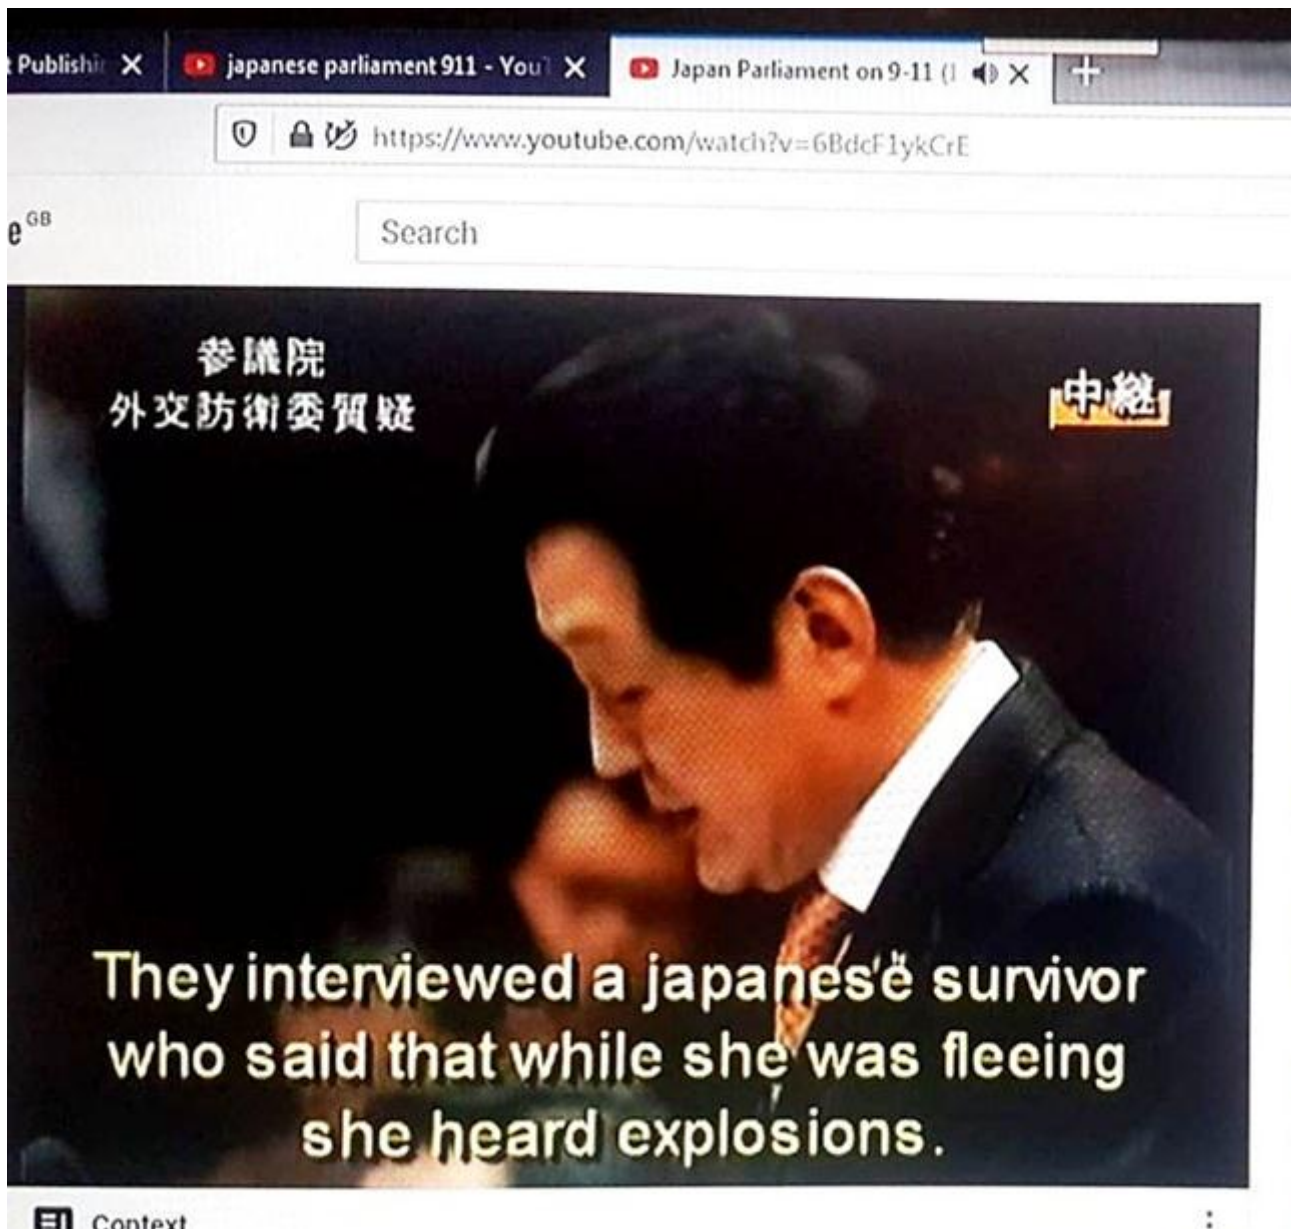 Publishi
japanese parliament 911 - YouT
Japan Parliament on 9-11 (
https://www.youtube.com/watch?v=6BdcF1ykCrE
e GB
Search
参議院
外交防衛委質疑
中継
They interviewed a japanese survivor
who said that while she was fleeing
she heard explosions.
Context